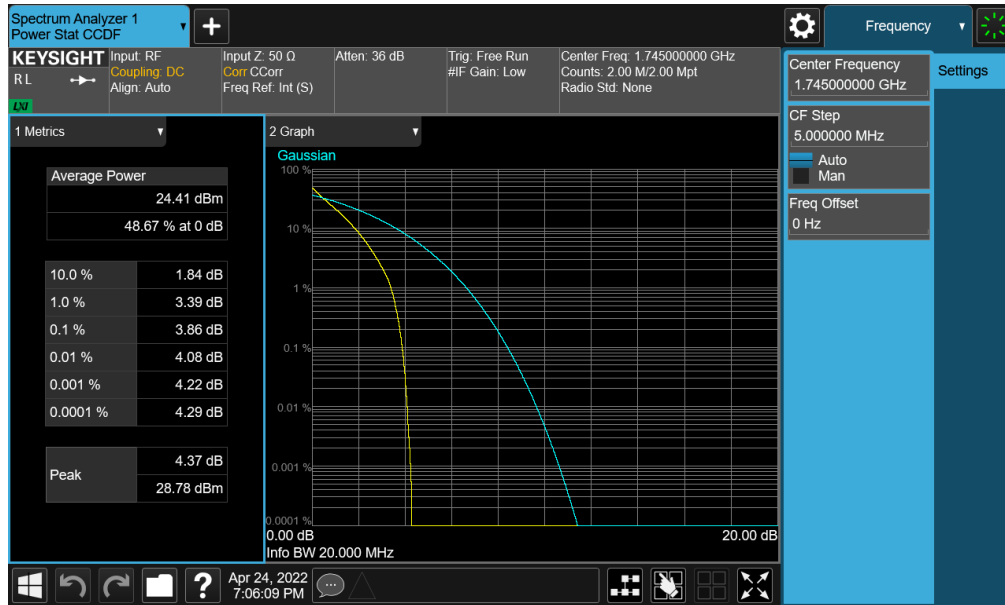 Spectrum Analyzer 1
Power Stat CCDF
+
Frequency
KEYSIGHT
R L
LXI
Input: RF
Coupling: DC
Align: Auto
Input Z: 50 Ω
Corr CCorr
Freq Ref: Int (S)
Atten: 36 dB
Trig: Free Run
#IF Gain: Low
Center Freq: 1.745000000 GHz
Counts: 2.00 M/2.00 Mpt
Radio Std: None
Center Frequency
1.745000000 GHz
Settings
CF Step
5.000000 MHz
Auto
Man
Freq Offset
0 Hz
1 Metrics
Average Power
24.41 dBm
48.67 % at 0 dB
10.0 % 1.84 dB
1.0 % 3.39 dB
0.1 % 3.86 dB
0.01 % 4.08 dB
0.001 % 4.22 dB
0.0001 % 4.29 dB
Peak 4.37 dB
28.78 dBm
2 Graph
Gaussian
100 %
10 %
1 %
0.1 %
0.01 %
0.001 %
0.0001 %
0.00 dB 20.00 dB
Info BW 20.000 MHz
?
Apr 24, 2022
7:06:09 PM